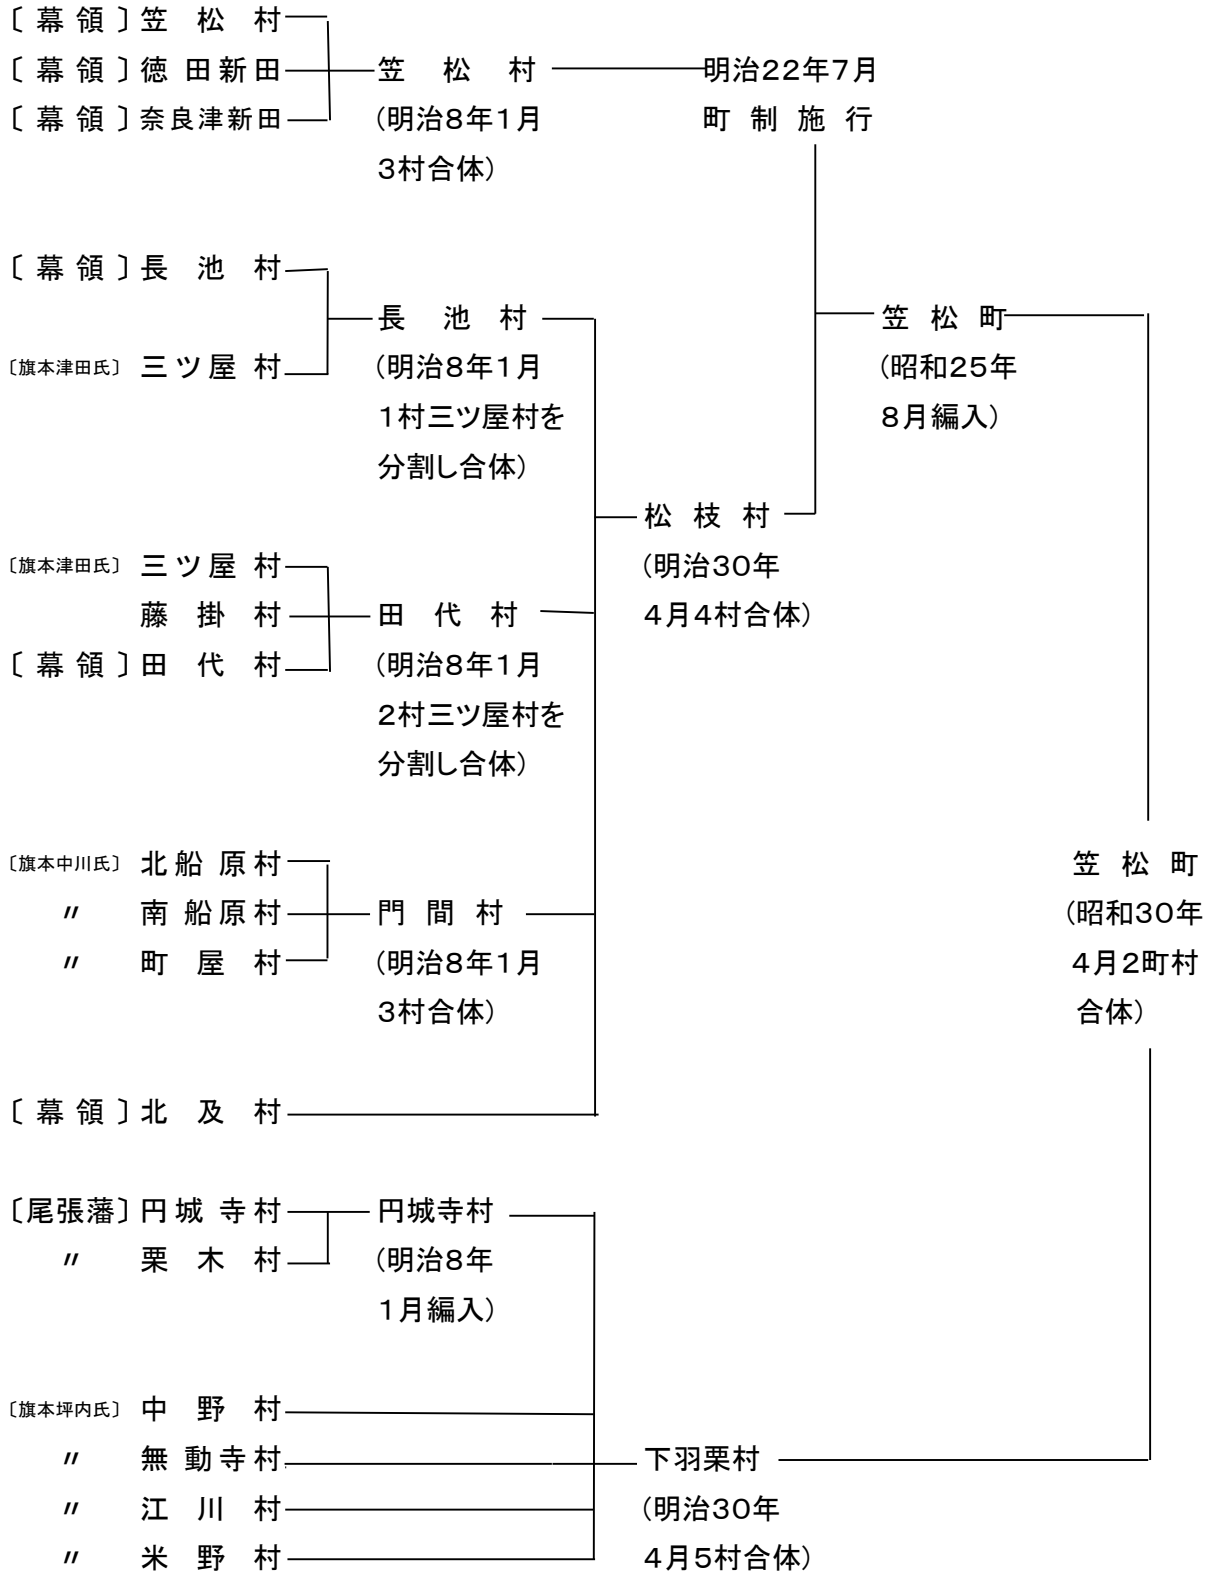 〔幕領〕笠松村
〔幕領〕徳田新田
〔幕領〕奈良津新田
笠松村
(明治8年1月
3村合体)
明治22年7月
町制施行
〔幕領〕長池村
〔旗本津田氏〕三ツ屋村
長池村
(明治8年1月
1村三ツ屋村を
分割し合体)
〔旗本津田氏〕三ツ屋村
藤掛村
〔幕領〕田代村
田代村
(明治8年1月
2村三ツ屋村を
分割し合体)
〔旗本中川氏〕北船原村
〃南船原村
〃町屋村
門間村
(明治8年1月
3村合体)
〔幕領〕北及村
松枝村
(明治30年
4月4村合体)
笠松町
(昭和25年
8月編入)
〔尾張藩〕円城寺村
〃栗木村
円城寺村
(明治8年
1月編入)
〔旗本坪内氏〕中野村
〃無動寺村
〃江川村
〃米野村
下羽栗村
(明治30年
4月5村合体)
笠松町
(昭和30年
4月2町村
合体)